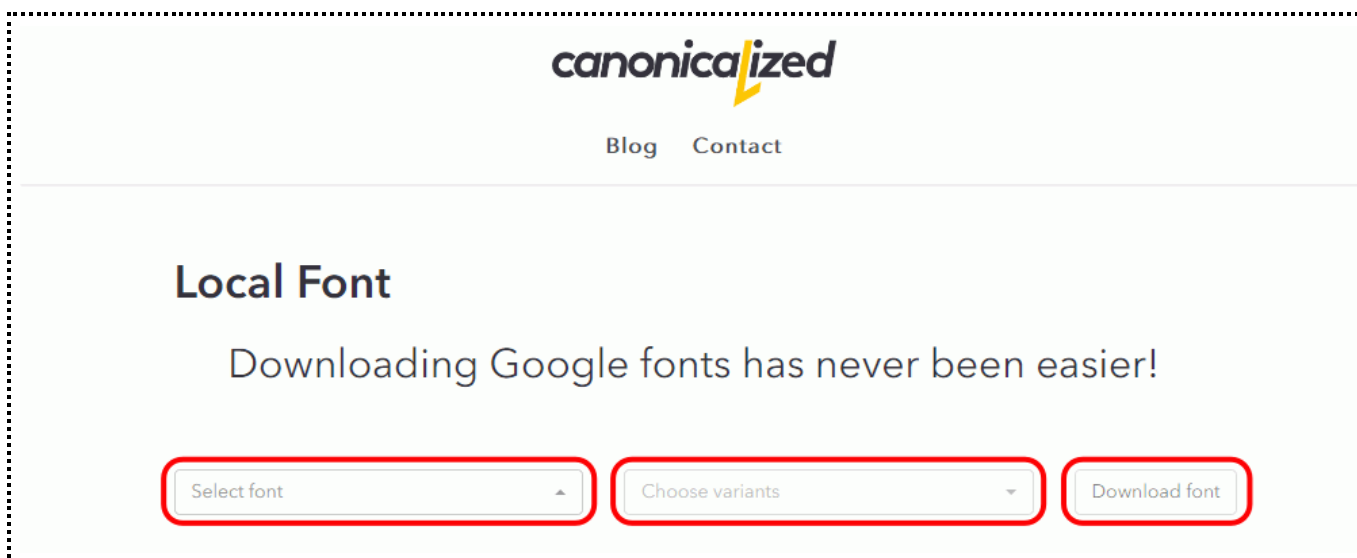 canonicalized
Blog Contact
Local Font
Downloading Google fonts has never been easier!
Select font Choose variants Download font